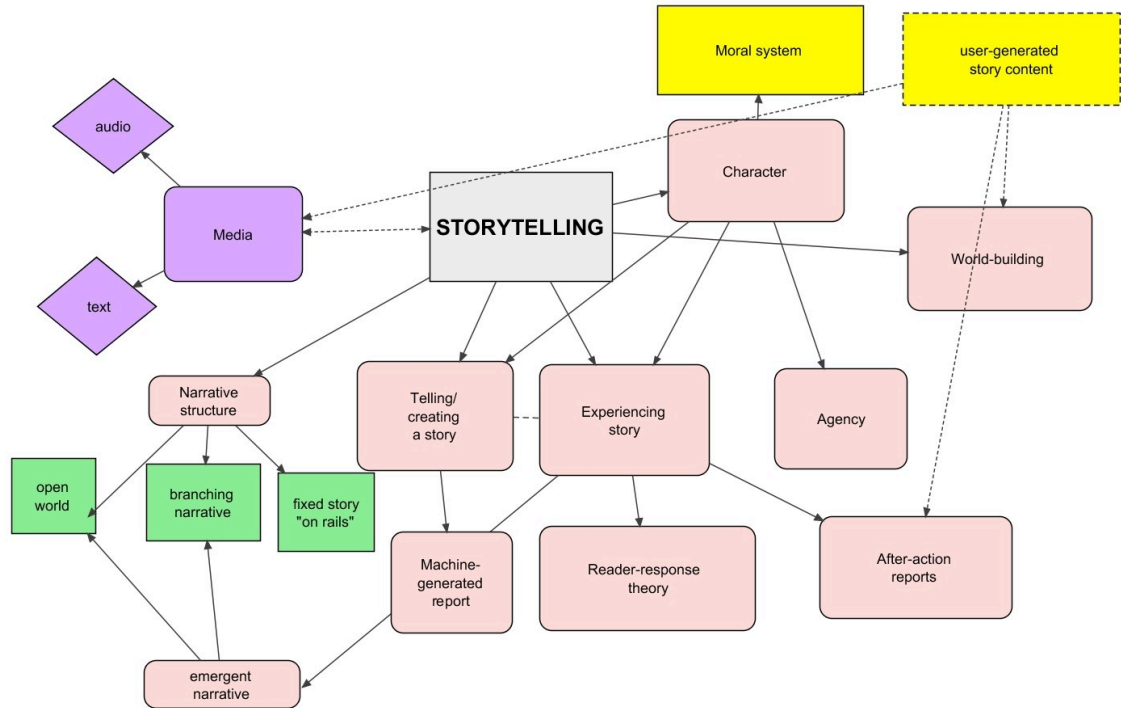 Moral system
user-generated
story content
audio
Character
Media
STORYTELLING
World-building
text
Narrative
structure
Telling/
creating
a story
Experiencing
story
Agency
open
world
branching
narrative
fixed story
"on rails"
Machine-
generated
report
Reader-response
theory
After-action
reports
emergent
narrative